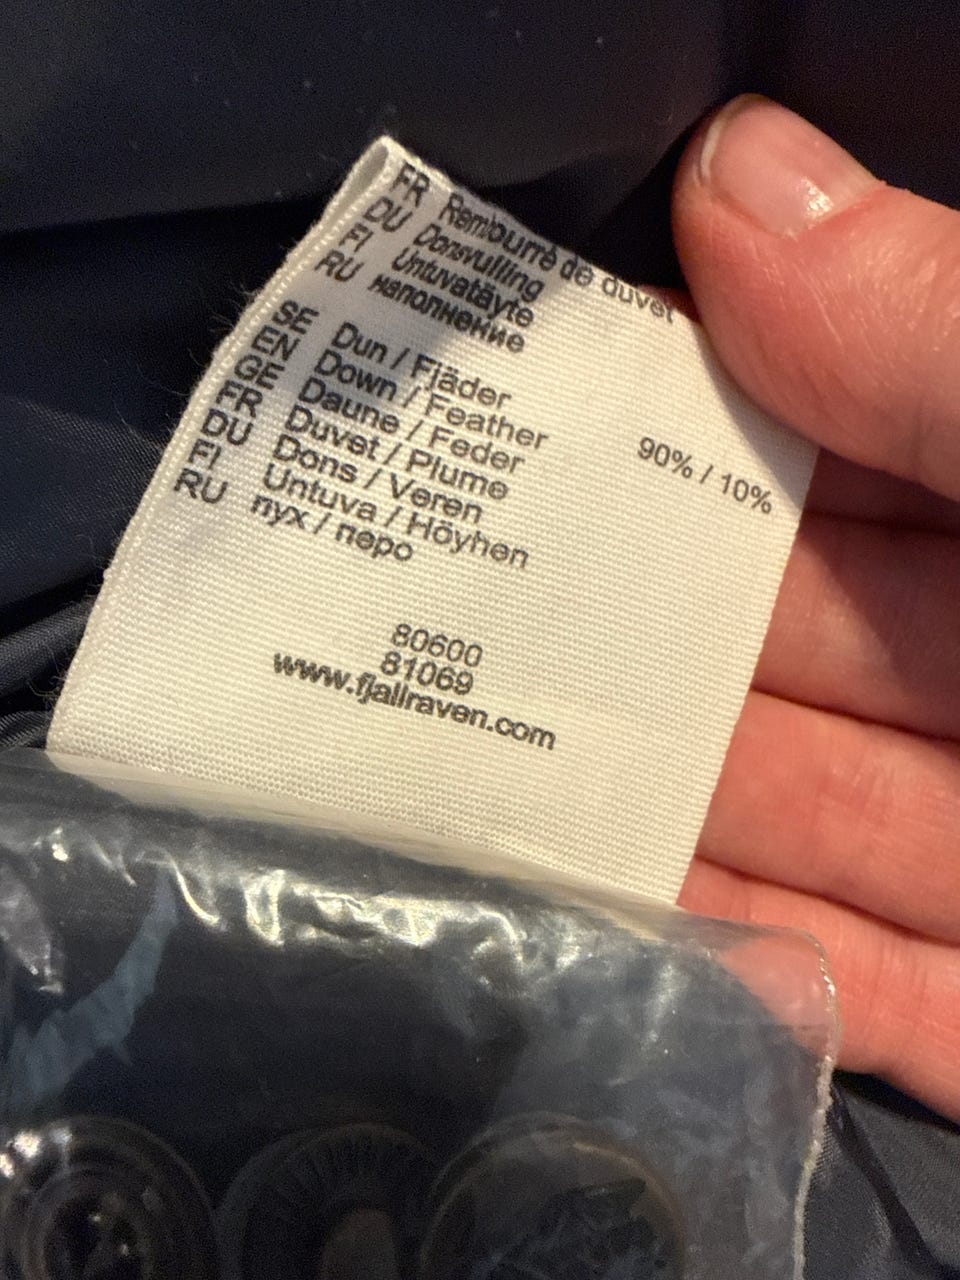 FR Rembourré de duvet
DU Donsvulling
FI Untuvatäyte
RU наполнение
SE Dun / Fjäder
EN Down / Feather 90% / 10%
GE Daune / Feder
FR Duvet / Plume
DU Dons / Veren
FI Untuva / Höyhen
RU пух / перо
80600
81069
www.fjallraven.com